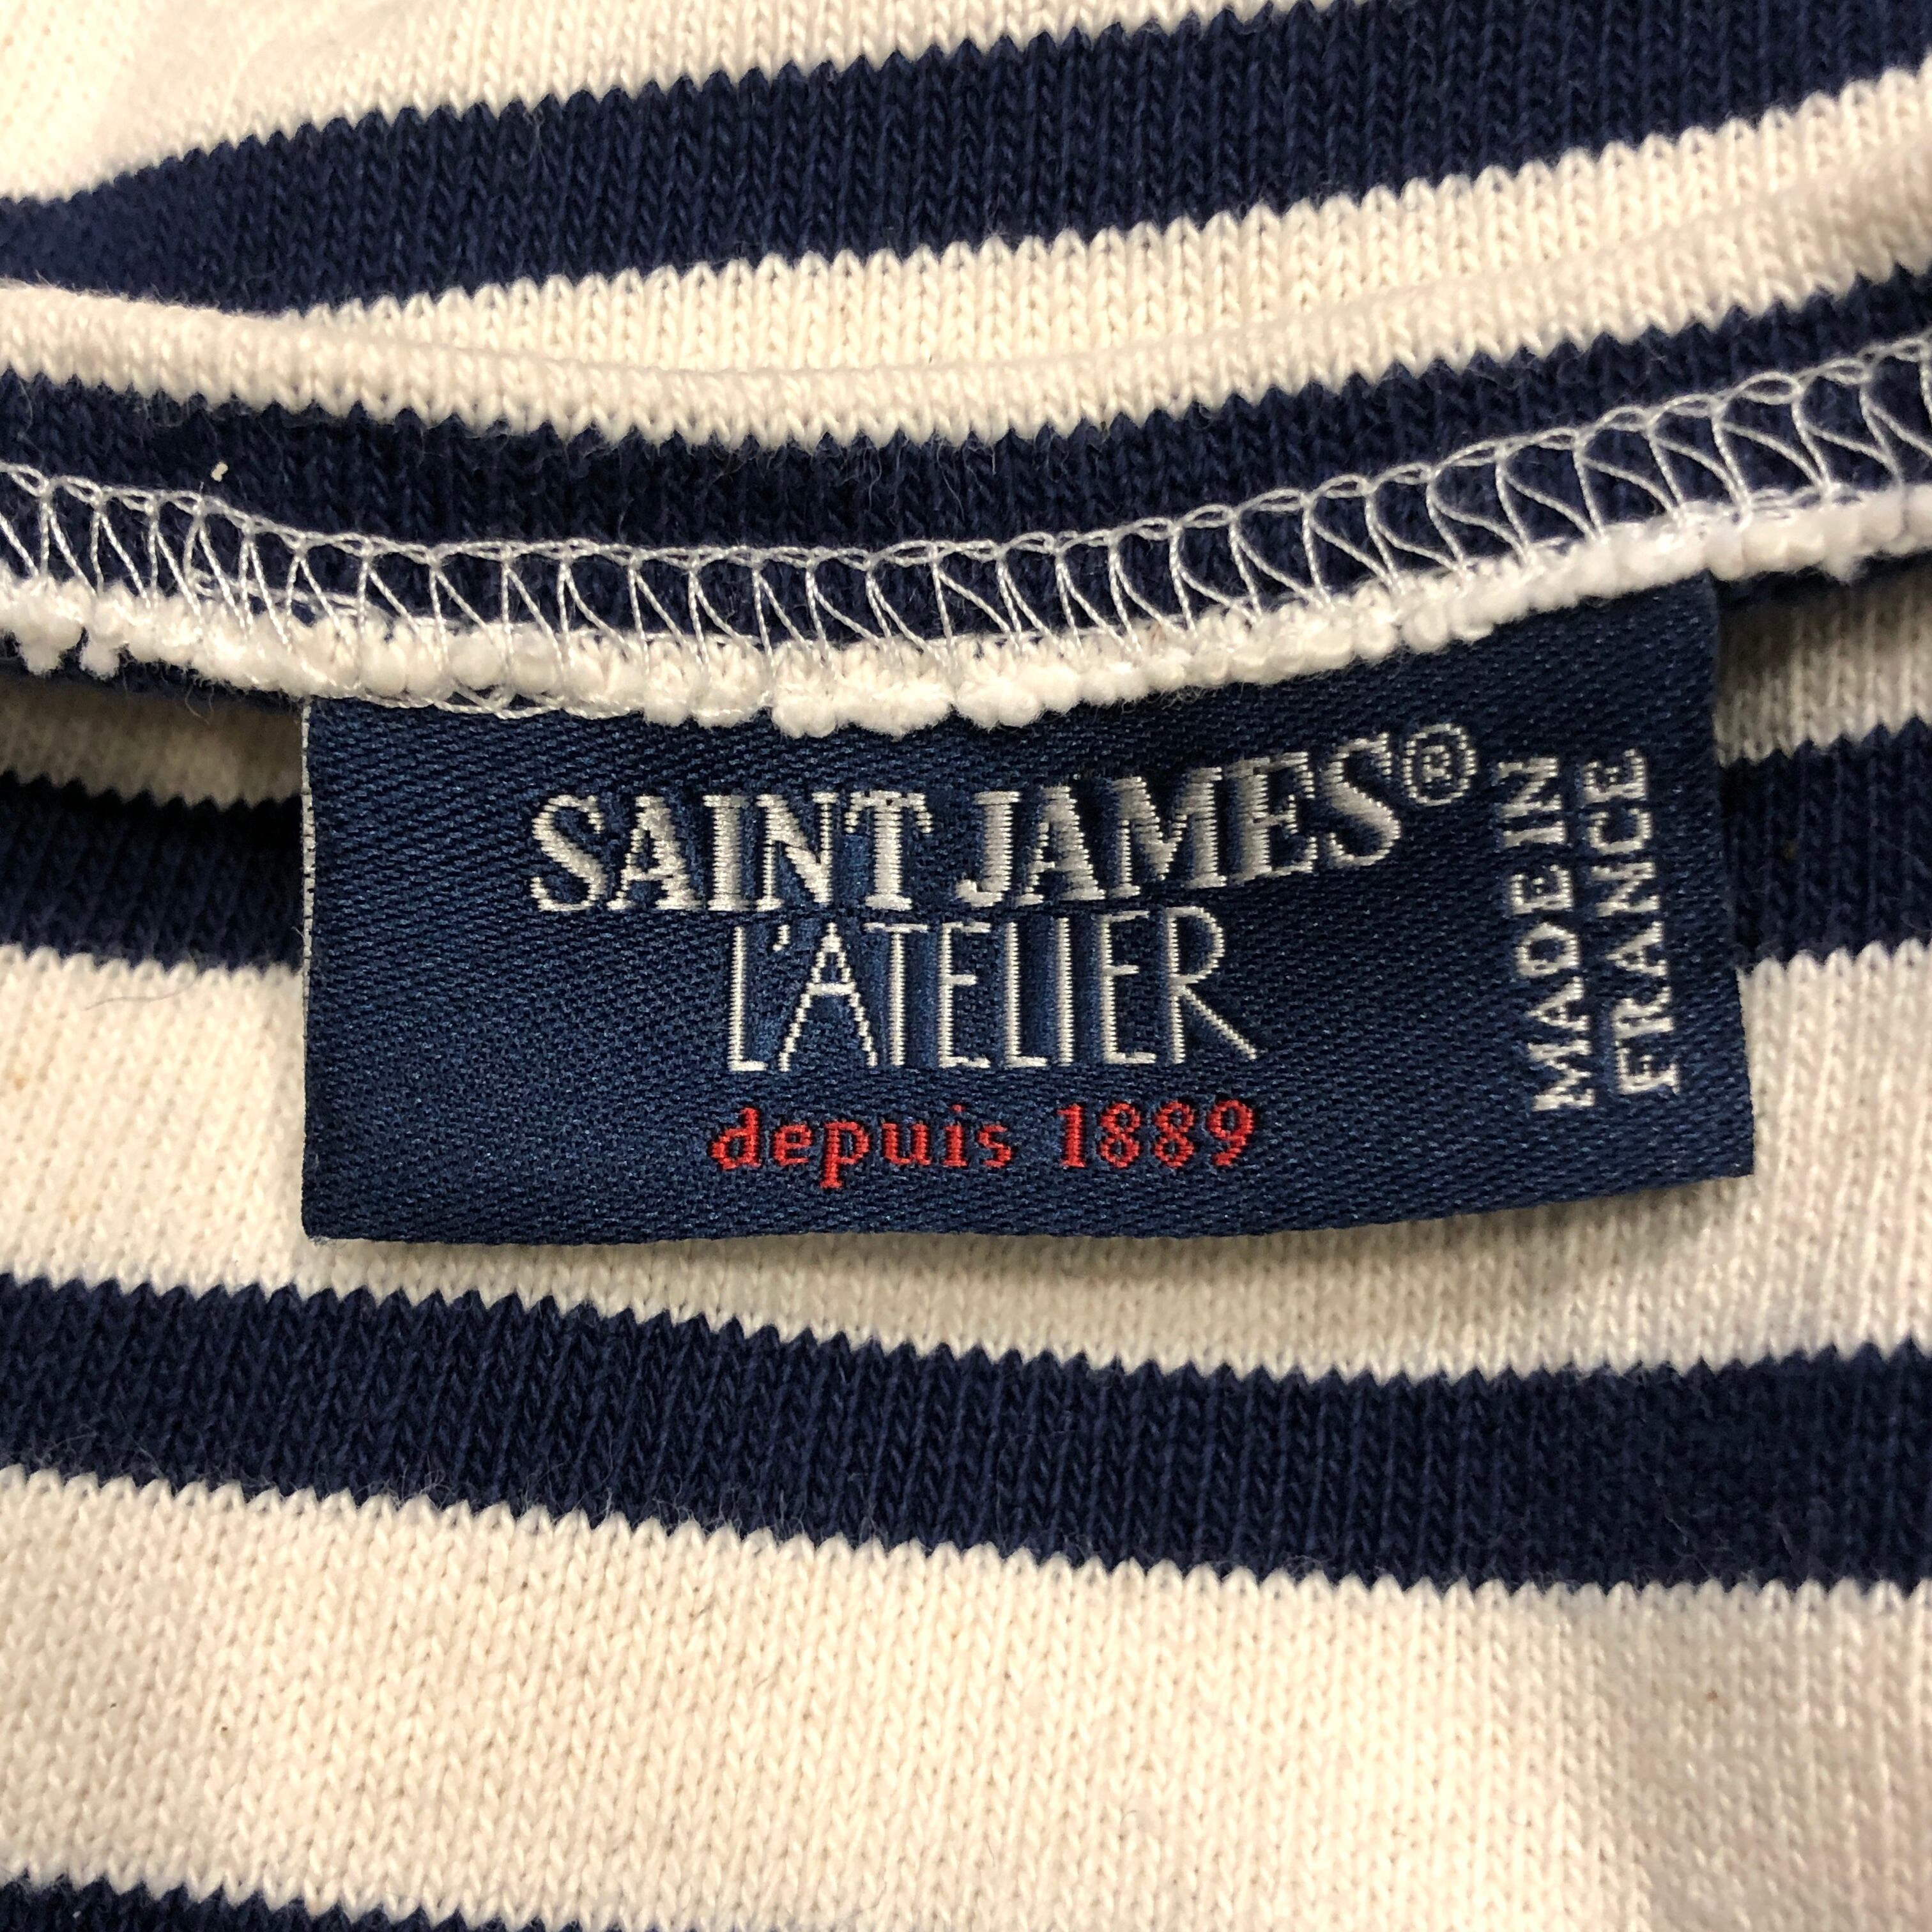 SAINT JAMES®
L'ATELIER
depuis 1889
MADE IN
FRANCE